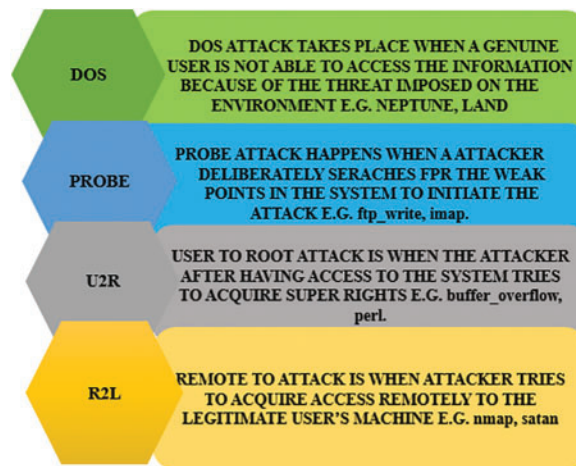 DOS
DOS ATTACK TAKES PLACE WHEN A GENUINE
USER IS NOT ABLE TO ACCESS THE INFORMATION
BECAUSE OF THE THREAT IMPOSED ON THE
ENVIRONMENT E.G. NEPTUNE, LAND
PROBE
PROBE ATTACK HAPPENS WHEN A ATTACKER
DELIBERATELY SERACHES FPR THE WEAK
POINTS IN THE SYSTEM TO INITIATE THE
ATTACK E.G. ftp_write, imap.
U2R
USER TO ROOT ATTACK IS WHEN THE ATTACKER
AFTER HAVING ACCESS TO THE SYSTEM TRIES
TO ACQUIRE SUPER RIGHTS E.G. buffer_overflow,
perl.
R2L
REMOTE TO ATTACK IS WHEN ATTACKER TRIES
TO ACQUIRE ACCESS REMOTELY TO THE
LEGITIMATE USER'S MACHINE E.G. nmap, satan